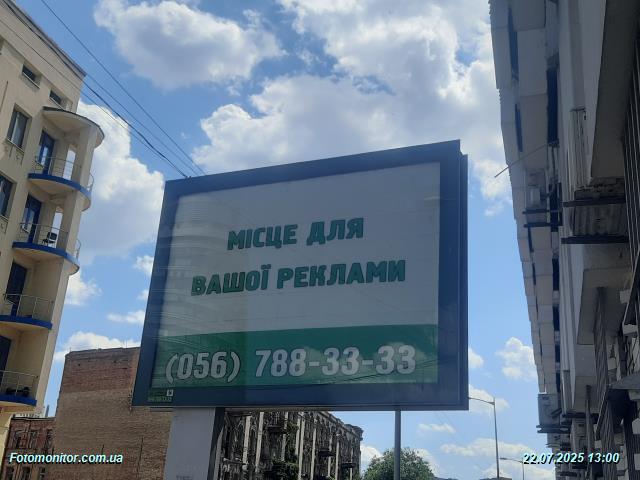 МІСЦЕ ДЛЯ
ВАШОЇ РЕКЛАМИ
(056) 788-33-33
Fotomonitor.com.ua
22.07.2025 13:00